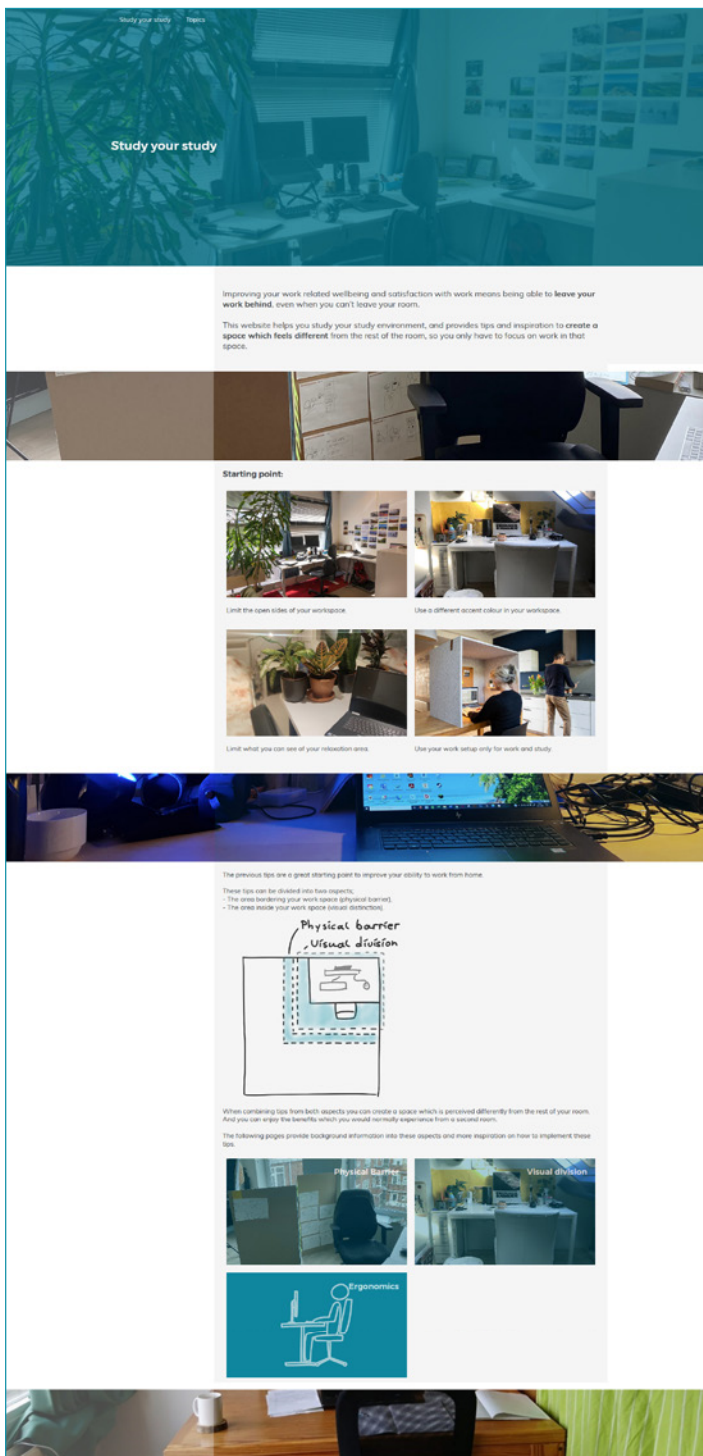 Study your study Topics
Study your study
Improving your work related wellbeing and satisfaction with work means being able to leave your
work behind, even when you can't leave your room.
This website helps you study your study environment, and provides tips and inspiration to create a
space which feels different from the rest of the room, so you only have to focus on work in that
space.
Starting point:
Limit the open sides of your workspace.
Use a different accent colour in your workspace.
Limit what you can see of your relaxation area.
Use your work setup only for work and study.
The previous tips are a great starting point to improve your ability to work from home.
These tips can be divided into two aspects;
- The area bordering your work space (physical barrier),
- The area inside your work space (visual distinction).
Physical barrier
Visual division
When combining tips from both aspects you can create a space which is perceived differently from the rest of your room.
And you can enjoy the benefits which you would normally experience from a second room.
The following pages provide background information into these aspects and more inspiration on how to implement these
tips.
Physical Barrier
Visual division
Ergonomics